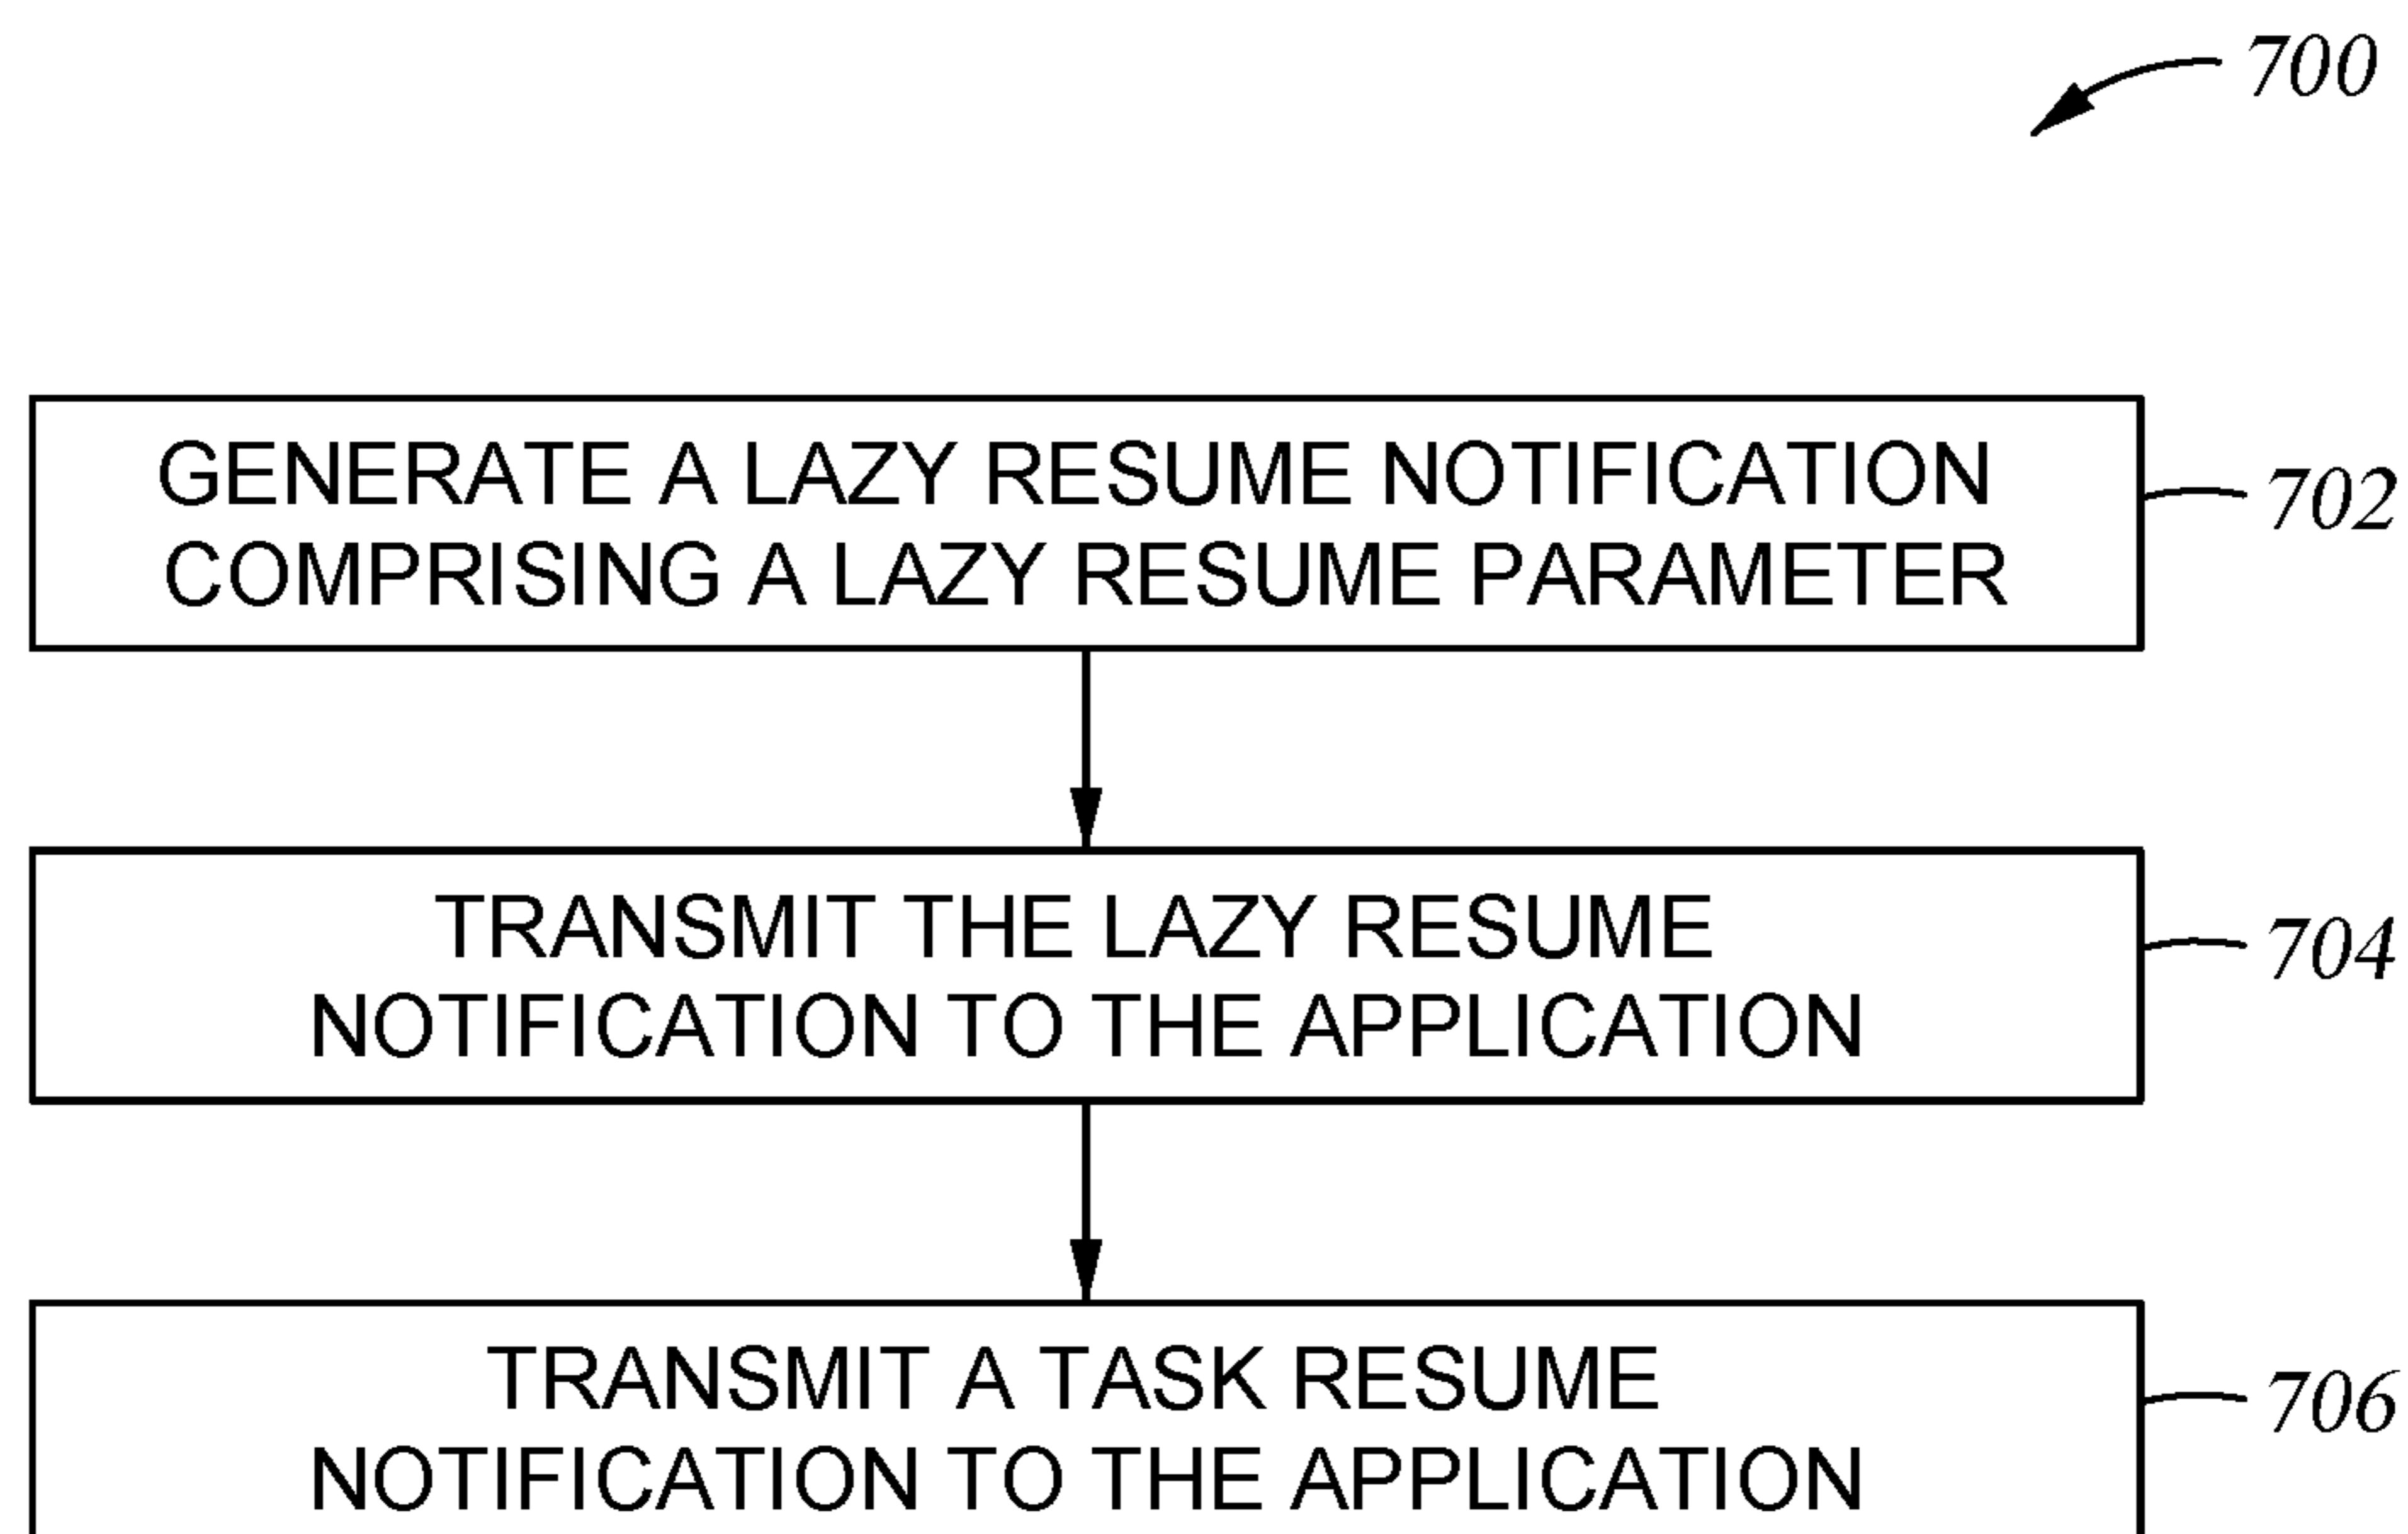 700
GENERATE A LAZY RESUME NOTIFICATION
COMPRISING A LAZY RESUME PARAMETER
702
TRANSMIT THE LAZY RESUME
NOTIFICATION TO THE APPLICATION
704
TRANSMIT A TASK RESUME
NOTIFICATION TO THE APPLICATION
706